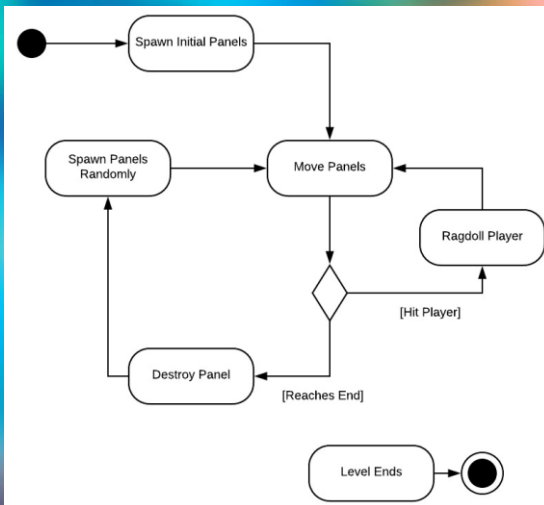 Spawn Initial Panels
Spawn Panels
Randomly
Move Panels
Ragdoll Player
[Hit Player]
Destroy Panel
[Reaches End]
Level Ends